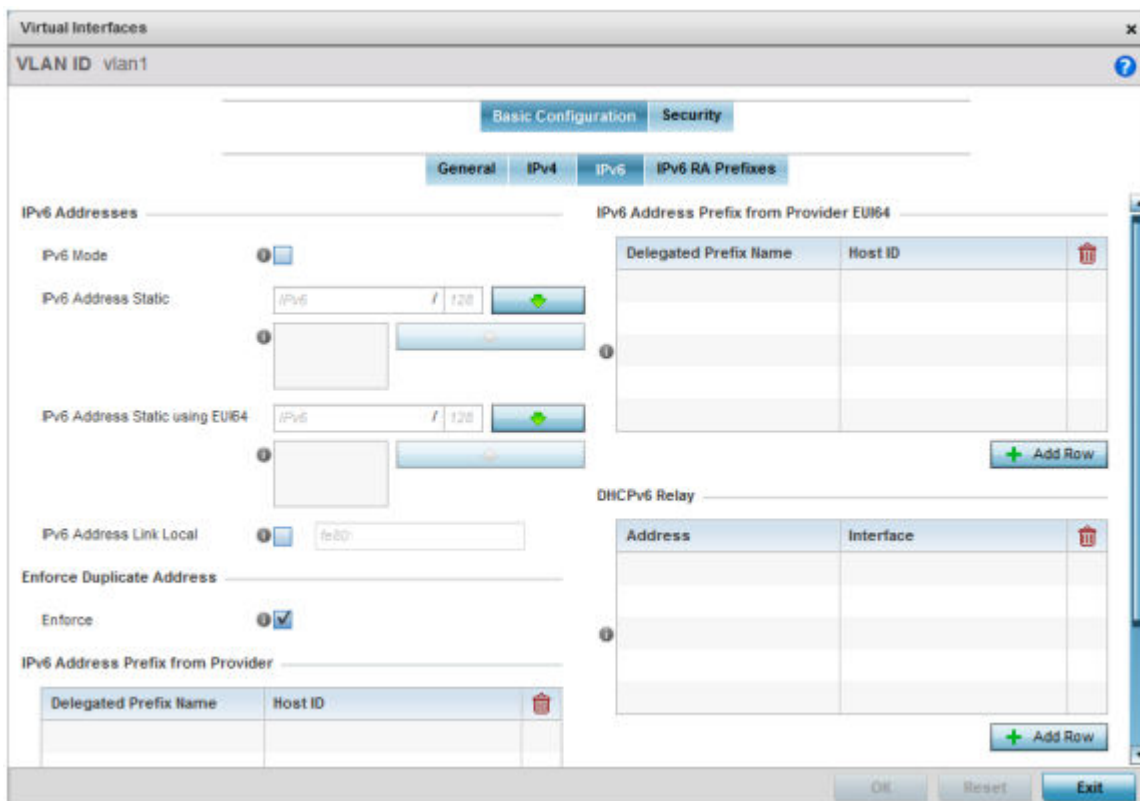 Virtual Interfaces
VLAN ID vlan1
Basic Configuration
Security
General
IPv4
IPv6
IPv6 RA Prefixes
IPv6 Addresses
IPv6 Mode
IPv6 Address Static
IPv6 / 128
IPv6 Address Static using EUI64
IPv6 / 128
IPv6 Address Link Local
fe80:
Enforce Duplicate Address
Enforce
IPv6 Address Prefix from Provider
Delegated Prefix Name
Host ID
IPv6 Address Prefix from Provider EUI64
Delegated Prefix Name
Host ID
Add Row
DHCPv6 Relay
Address
Interface
Add Row
OK
Reset
Exit